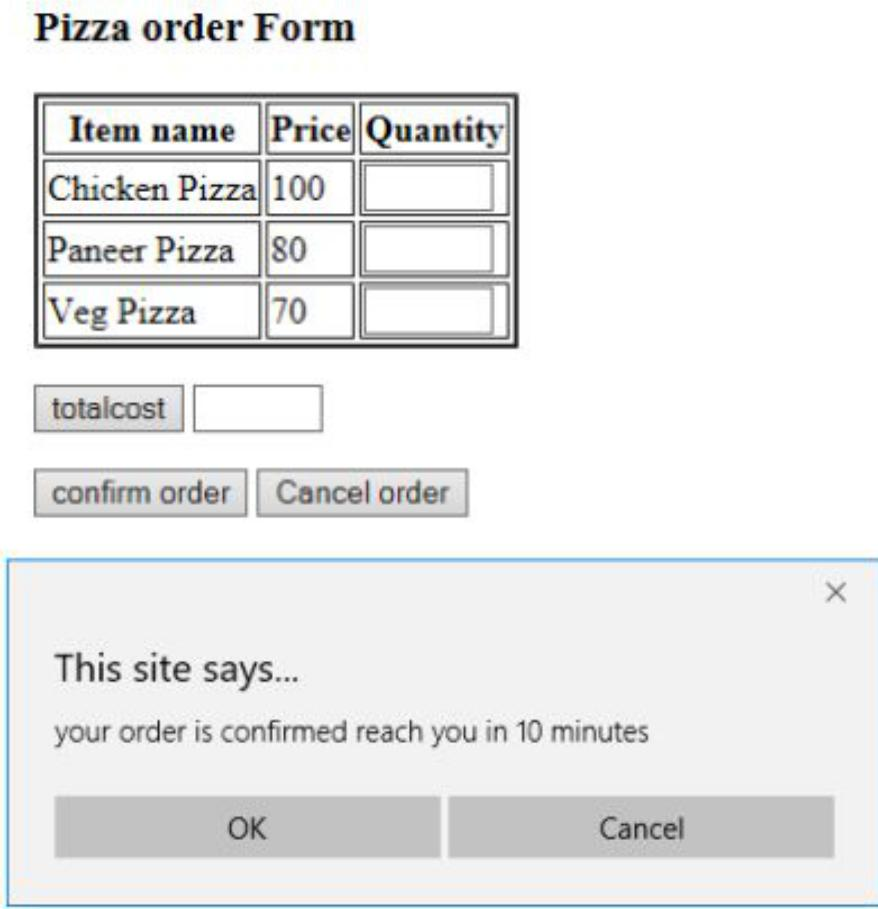 Pizza order Form
Item name Price Quantity
Chicken Pizza 100
Paneer Pizza 80
Veg Pizza 70
totalcost
confirm order Cancel order
This site says...
your order is confirmed reach you in 10 minutes
OK Cancel